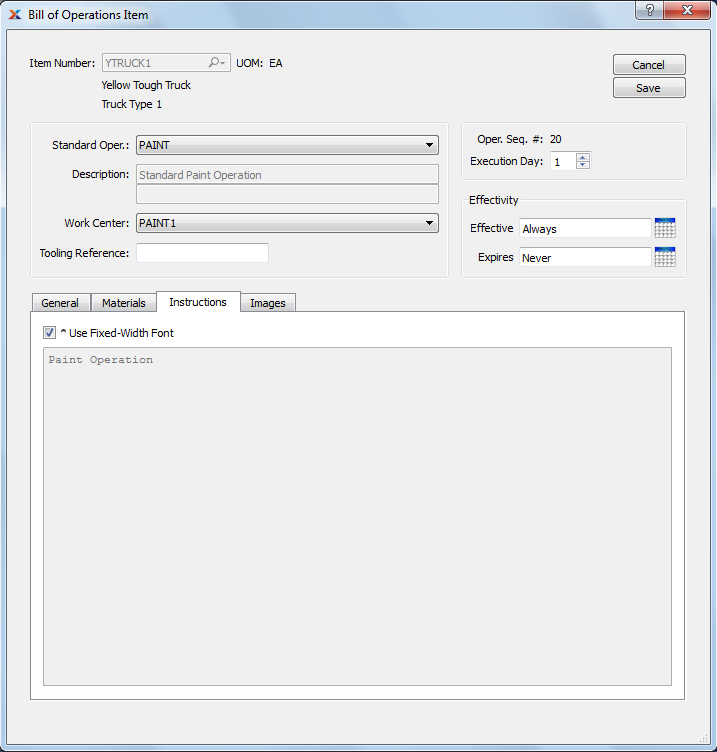 Bill of Operations Item
?
Item Number: YTRUCK1 UOM: EA
Cancel
Yellow Tough Truck
Save
Truck Type 1
Standard Oper.: PAINT
Description: Standard Paint Operation
Work Center: PAINT1
Tooling Reference:
Oper. Seq. #: 20
Execution Day: 1
Effectivity
Effective Always
Expires Never
General Materials Instructions Images
^ Use Fixed-Width Font
Paint Operation